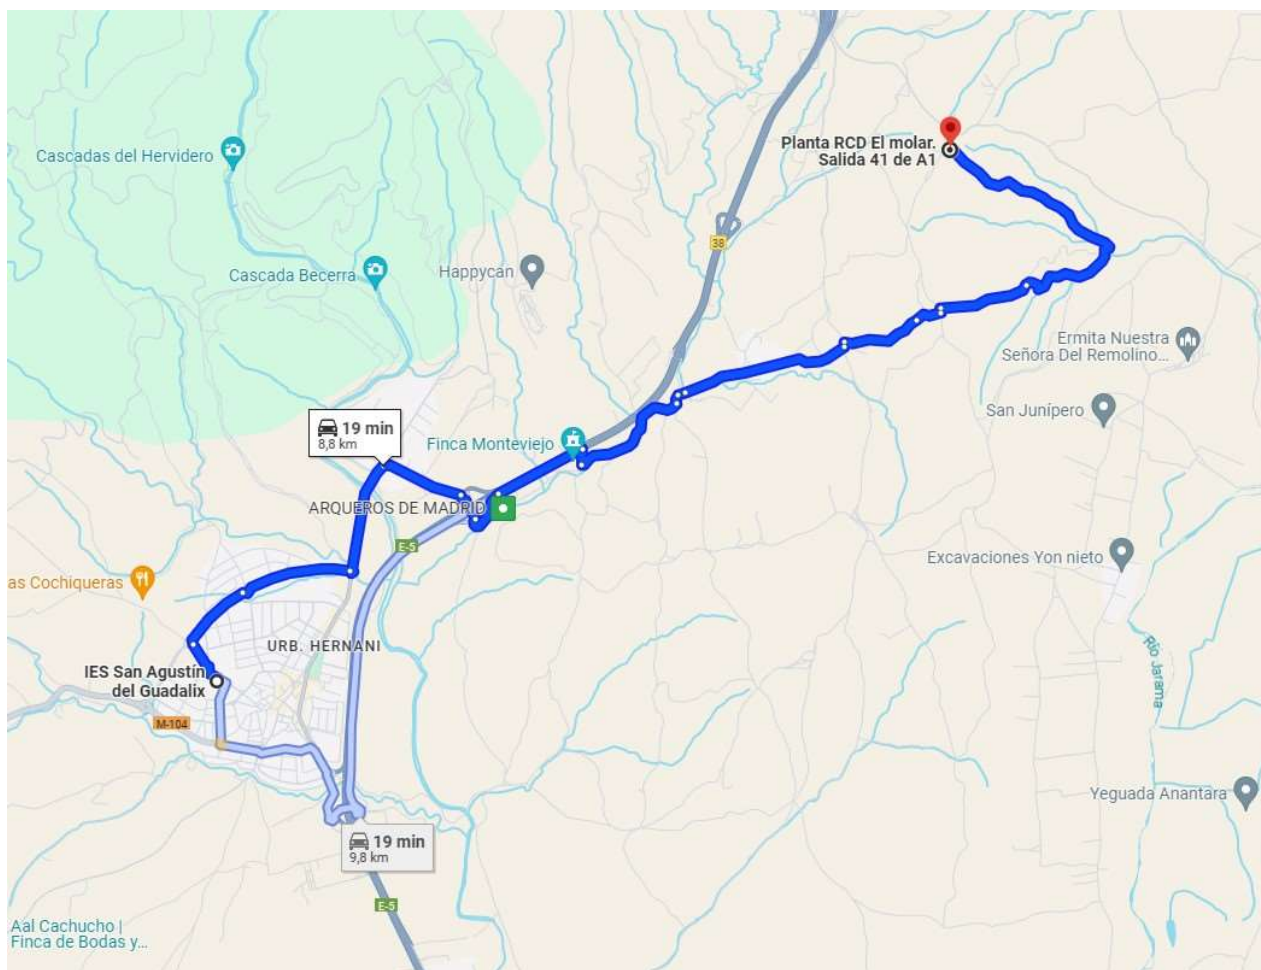 Planta RCD El molar.
Salida 41 de A1
Cascadas del Hervidero
38
Cascada Becerra
Happycan
Ermita Nuestra
Señora Del Remolino...
San Junípero
19 min
8,8 km
Finca Monteviejo
ARQUEROS DE MADRID
E-5
Excavaciones Yon nieto
as Cochiqueras
URB. HERNANI
IES San Agustín
del Guadalix
Río Jarama
M-104
Yeguada Anantara
19 min
9,8 km
E-5
Aal Cachucho |
Finca de Bodas y...